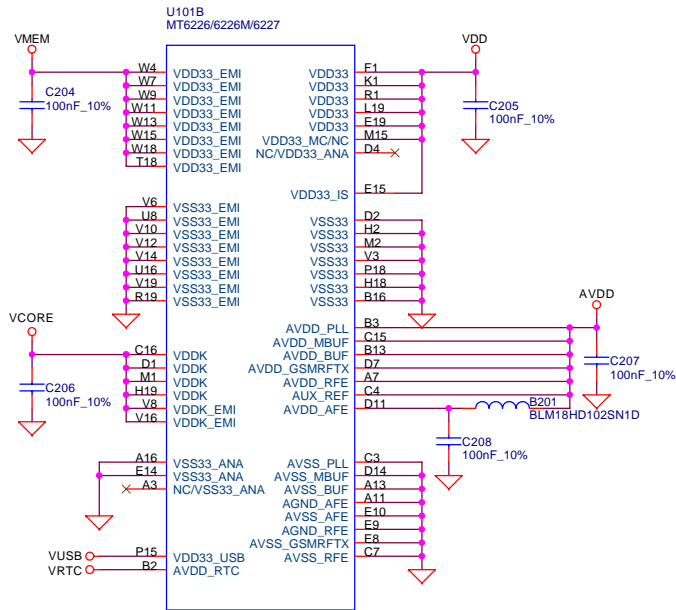 U101B
MT6226/6226M/6227
VMEM
VDD
W4 VDD33_EMI VDD33 F1
W7 VDD33_EMI VDD33 K1
W9 VDD33_EMI VDD33 R1
W11 VDD33_EMI VDD33 L19
W13 VDD33_EMI VDD33 E19
W15 VDD33_EMI VDD33_MC/NC M15
W18 VDD33_EMI NC/VDD33_ANA D4
T18 VDD33_EMI
C204
100nF_10%
C205
100nF_10%
VDD33_IS E15
V6 VSS33_EMI
U8 VSS33_EMI VSS33 D2
V10 VSS33_EMI VSS33 H2
V12 VSS33_EMI VSS33 M2
V14 VSS33_EMI VSS33 V3
U16 VSS33_EMI VSS33 P18
V19 VSS33_EMI VSS33 H18
R19 VSS33_EMI VSS33 B16
VCORE
AVDD
AVDD_PLL B3
AVDD_MBUF C15
C16 VDDK AVDD_BUF B13
D1 VDDK AVDD_GSMRFTX D7
M1 VDDK AVDD_RFE A7
H19 VDDK AUX_REF C4
V8 VDDK_EMI AVDD_AFE D11
V16 VDDK_EMI
C206
100nF_10%
C207
100nF_10%
B201
BLM18HD102SN1D
C208
100nF_10%
A16 VSS33_ANA AVSS_PLL C3
E14 VSS33_ANA AVSS_MBUF D14
A3 NC/VSS33_ANA AVSS_BUF A13
AGND_AFE A11
AVSS_AFE E10
AGND_RFE E9
AVSS_GSMRFTX E8
VUSB P15 VDD33_USB AVSS_RFE C7
VRTC B2 AVDD_RTC